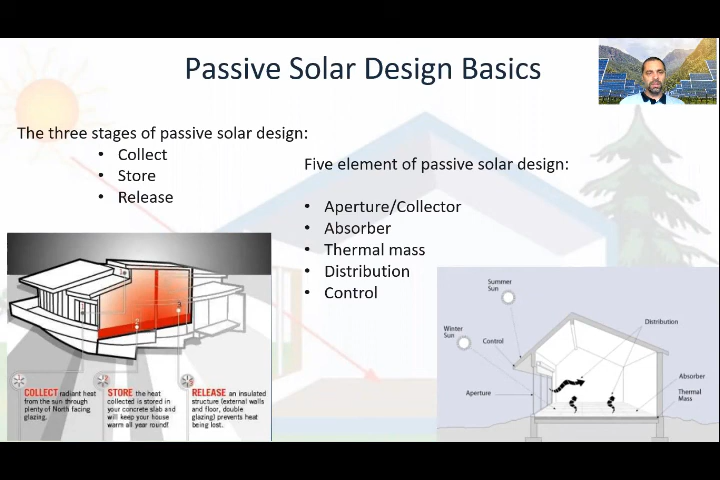 Passive Solar Design Basics
The three stages of passive solar design:
• Collect
• Store
• Release
Five element of passive solar design:
• Aperture/Collector
• Absorber
• Thermal mass
• Distribution
• Control
COLLECT radiant heat
from the sun through
plenty of North facing
glazing.
STORE the heat
collected is stored in
your concrete slab and
will keep your house
warm all year round!
RELEASE an insulated
structure (external walls
and floor, double
glazing) prevents heat
being lost.
Summer
Sun
Winter
Sun
Control
Aperture
Distribution
Absorber
Thermal
Mass